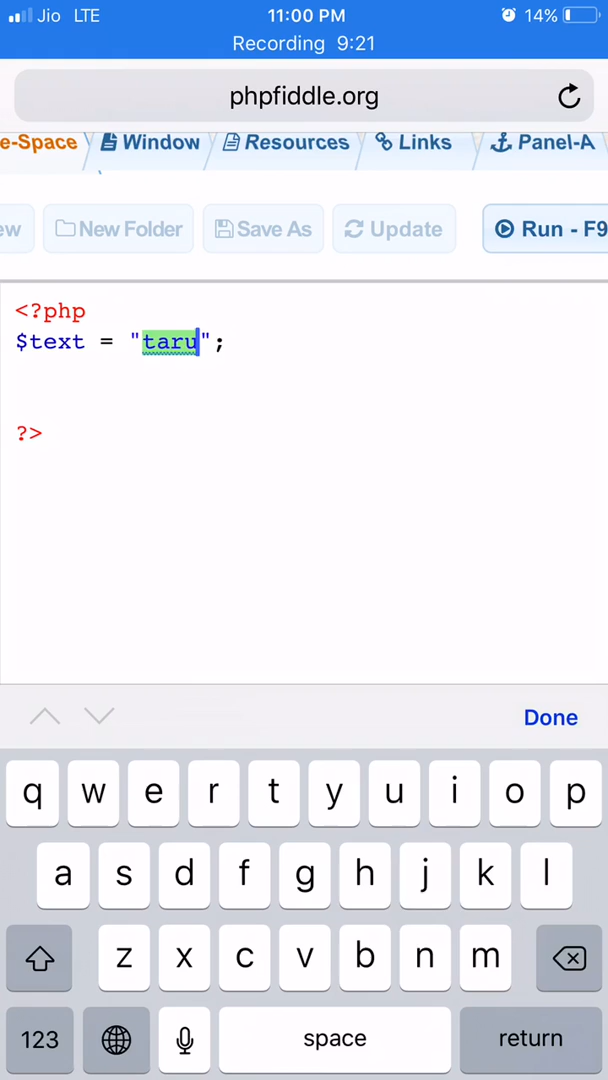 Jio LTE 11:00 PM 14%
Recording 9:21
phpfiddle.org
e-Space Window Resources Links Panel-A
ew New Folder Save As Update Run - F9
<?php
$text = "taru";
?>
Done
q w e r t y u i o p
a s d f g h j k l
z x c v b n m
123 space return